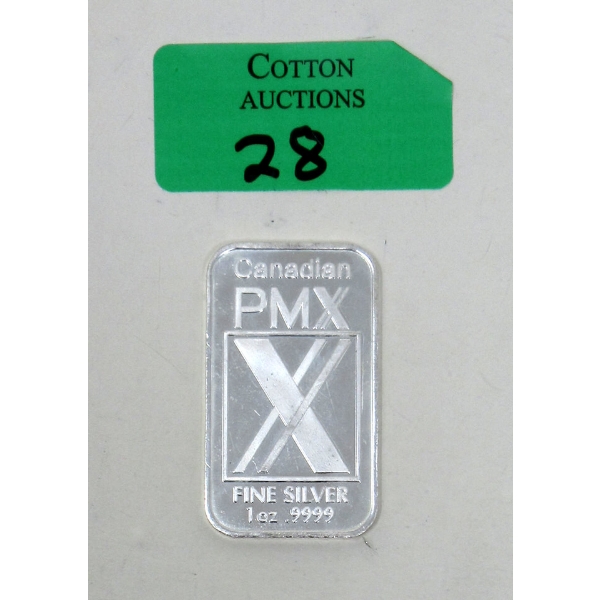 COTTON
AUCTIONS
28
Canadian
PMX
X
FINE SILVER
1oz .9999